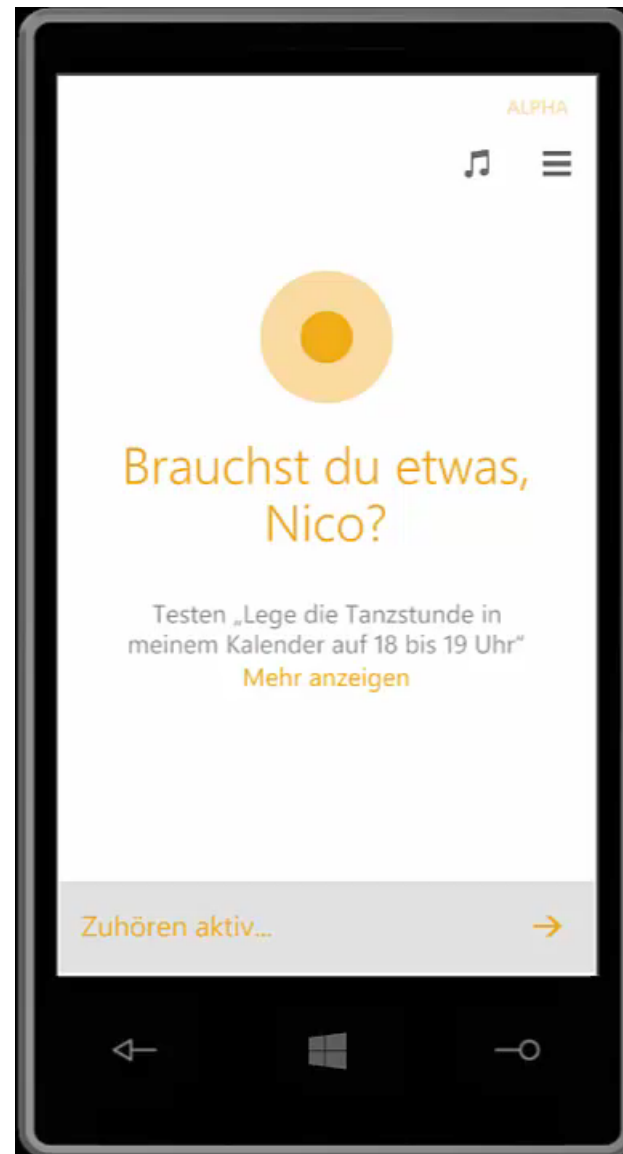 ALPHA
Brauchst du etwas,
Nico?
Testen „Lege die Tanzstunde in
meinem Kalender auf 18 bis 19 Uhr“
Mehr anzeigen
Zuhören aktiv...